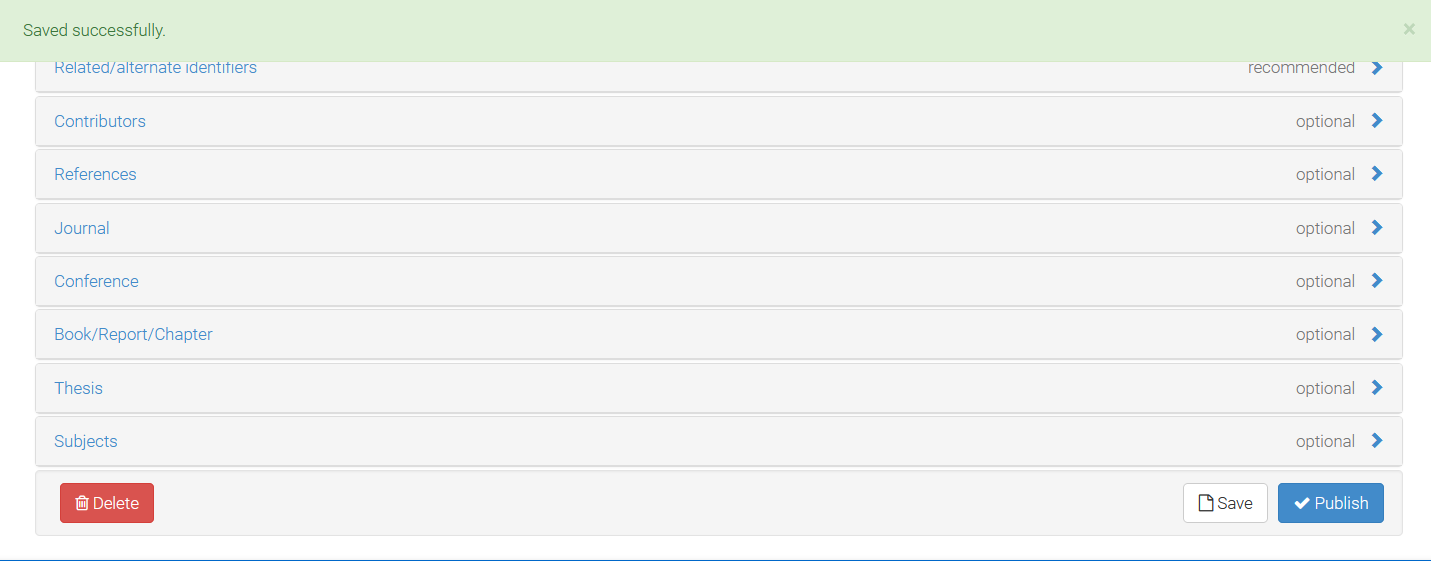 Saved successfully. ×
Related/alternate identifiers recommended
Contributors optional
References optional
Journal optional
Conference optional
Book/Report/Chapter optional
Thesis optional
Subjects optional
Delete Save Publish